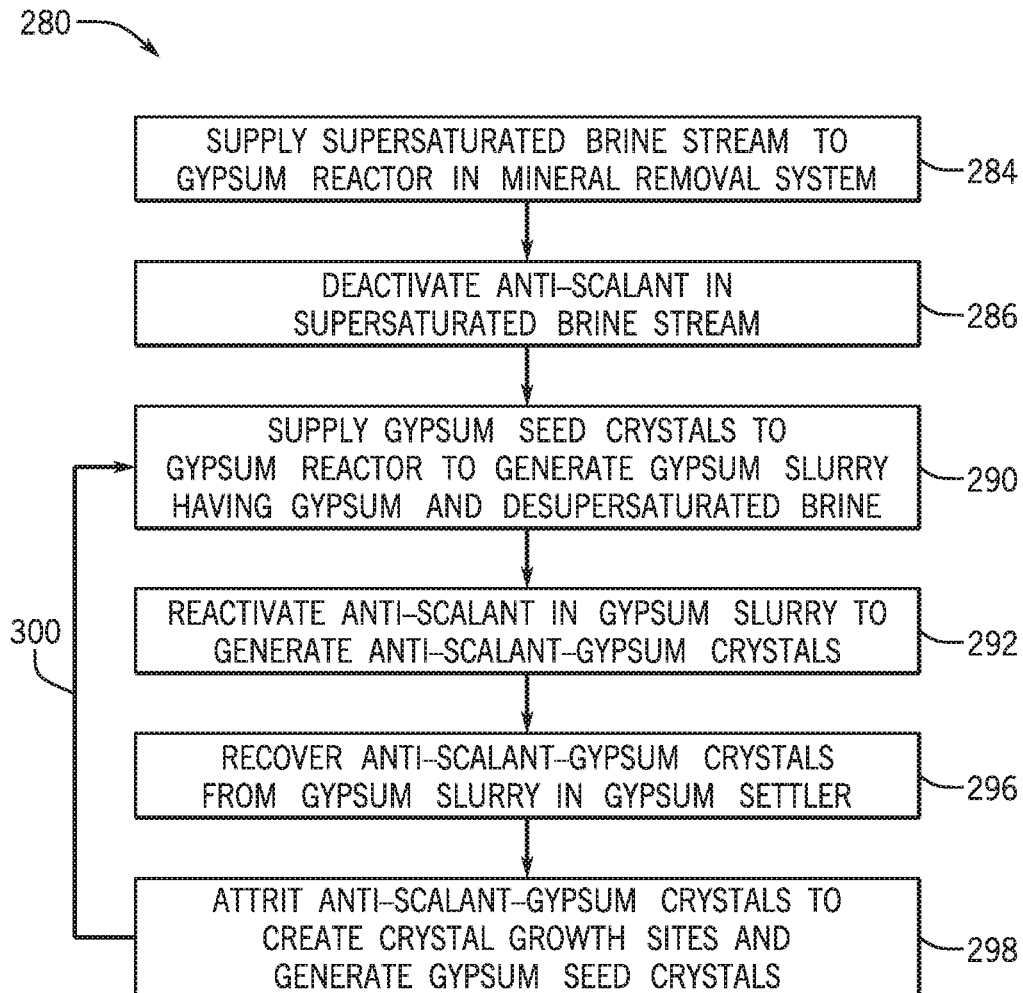 280
SUPPLY SUPERSATURATED BRINE STREAM TO
GYPSUM REACTOR IN MINERAL REMOVAL SYSTEM
284
DEACTIVATE ANTI-SCALANT IN
SUPERSATURATED BRINE STREAM
286
SUPPLY GYPSUM SEED CRYSTALS TO
GYPSUM REACTOR TO GENERATE GYPSUM SLURRY
HAVING GYPSUM AND DESUPERSATURATED BRINE
290
REACTIVATE ANTI-SCALANT IN GYPSUM SLURRY TO
GENERATE ANTI-SCALANT-GYPSUM CRYSTALS
292
300
RECOVER ANTI-SCALANT-GYPSUM CRYSTALS
FROM GYPSUM SLURRY IN GYPSUM SETTLER
296
ATTRIT ANTI-SCALANT-GYPSUM CRYSTALS TO
CREATE CRYSTAL GROWTH SITES AND
GENERATE GYPSUM SEED CRYSTALS
298